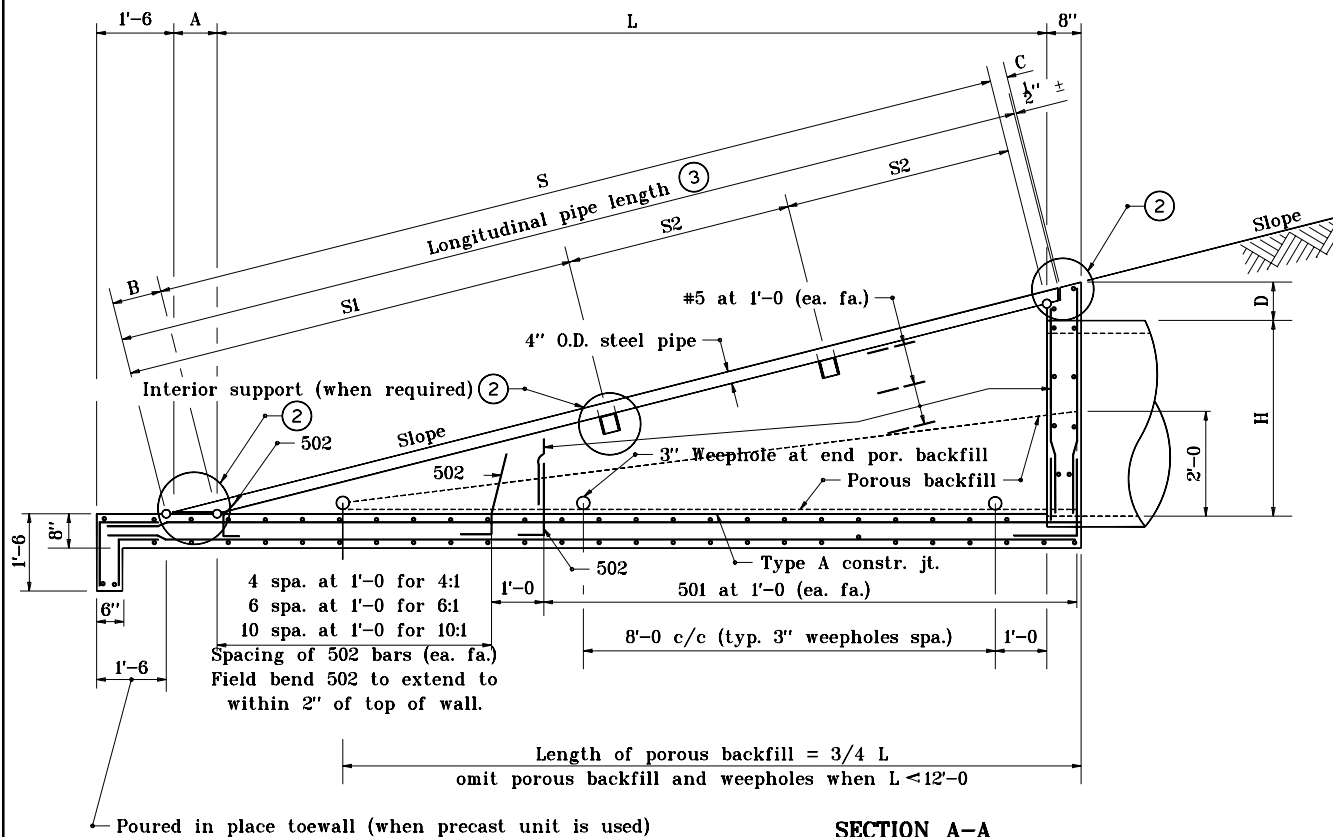 1'-6
A
L
8"
C
1/2" ±
S
Longitudinal pipe length 3
S2
S2
S1
B
2
Slope
D
#5 at 1'-0 (ea. fa.)
4" O.D. steel pipe
Interior support (when required) 2
2
502
Slope
H
3" Weephole at end por. backfill
502
Porous backfill
2'-0
1'-6
8"
Type A constr. jt.
502
6"
4 spa. at 1'-0 for 4:1
6 spa. at 1'-0 for 6:1
10 spa. at 1'-0 for 10:1
Spacing of 502 bars (ea. fa.)
Field bend 502 to extend to
within 2" of top of wall.
1'-0
501 at 1'-0 (ea. fa.)
8'-0 c/c (typ. 3" weepholes spa.)
1'-0
1'-6
Length of porous backfill = 3/4 L
omit porous backfill and weepholes when L < 12'-0
Poured in place toewall (when precast unit is used)
SECTION A-A